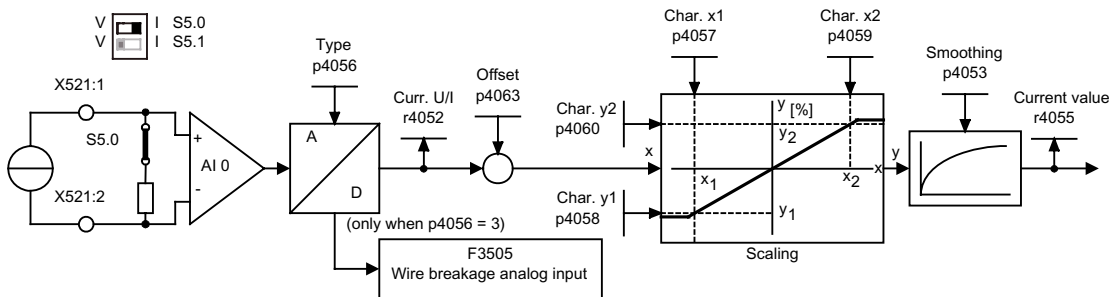 V I S5.0
V I S5.1
X521:1
S5.0
X521:2
+
AI 0
-
Type
p4056
A
D
Curr. U/I
r4052
Offset
p4063
(only when p4056 = 3)
F3505
Wire breakage analog input
Char. x1
p4057
Char. x2
p4059
Char. y2
p4060
x
Char. y1
p4058
y [%]
y2
x1
x2
x
y1
Scaling
y
Smoothing
p4053
Current value
r4055